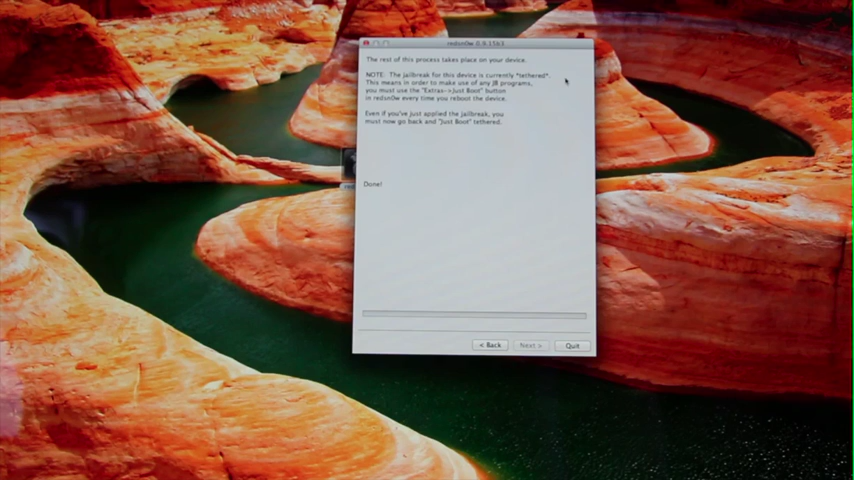 redsn0w 0.9.15b3
The rest of this process takes place on your device.
NOTE: The jailbreak for this device is currently *tethered*.
This means in order to make use of any JB programs,
you must use the "Extras->Just Boot" button
in redsn0w every time you reboot the device.
Even if you've just applied the jailbreak, you
must now go back and "Just Boot" tethered.
Done!
< Back
Next >
Quit